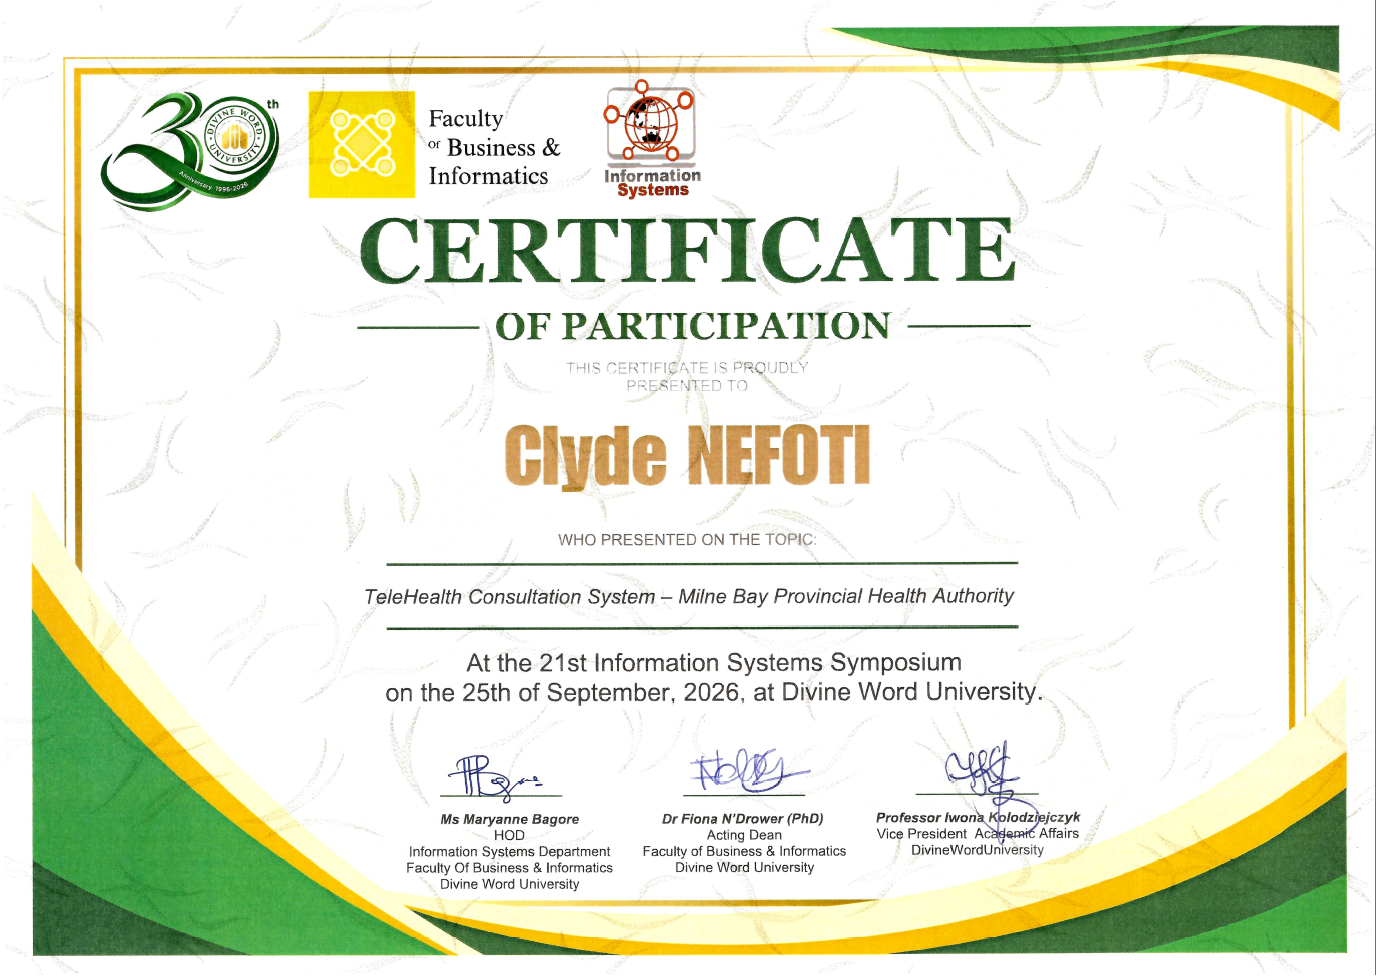 30th
DIVINE WORD UNIVERSITY
Anniversary 1996-2026
Faculty
of Business &
Informatics
Information
Systems
CERTIFICATE
OF PARTICIPATION
THIS CERTIFICATE IS PROUDLY
PRESENTED TO
Clyde NEFOTI
WHO PRESENTED ON THE TOPIC:
TeleHealth Consultation System – Milne Bay Provincial Health Authority
At the 21st Information Systems Symposium
on the 25th of September, 2026, at Divine Word University.
Ms Maryanne Bagore
HOD
Information Systems Department
Faculty Of Business & Informatics
Divine Word University
Dr Fiona N'Drower (PhD)
Acting Dean
Faculty of Business & Informatics
Divine Word University
Professor Iwona Kolodziejczyk
Vice President Academic Affairs
DivineWordUniversity